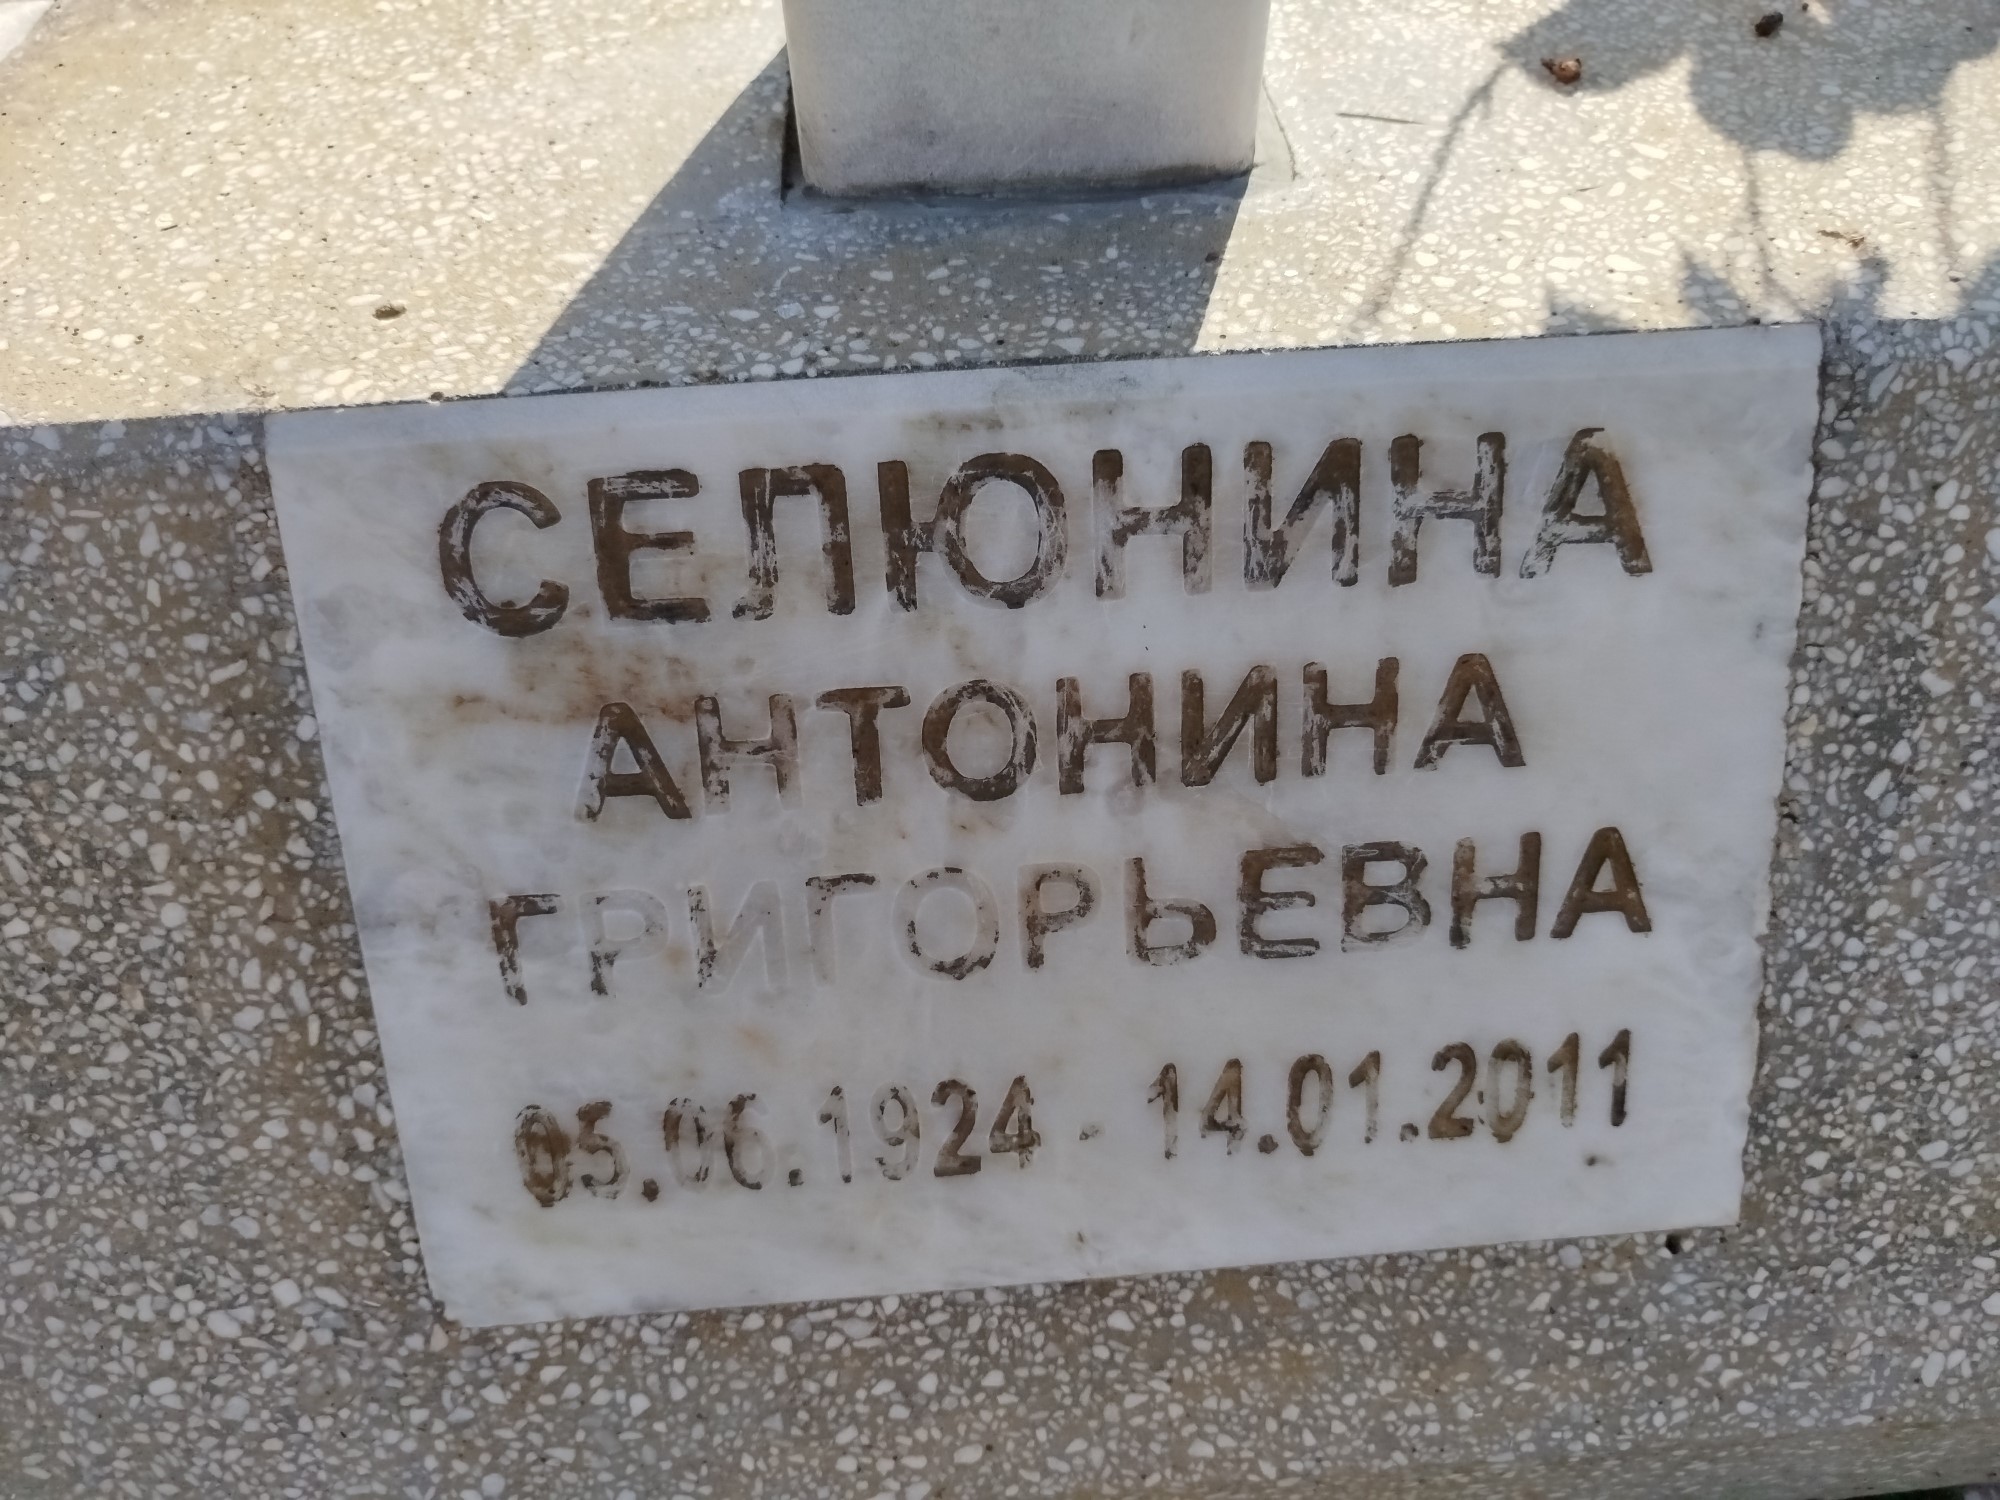 СЕЛЮНИНА
АНТОНИНА
ГРИГОРЬЕВНА
05.06.1924 - 14.01.2011